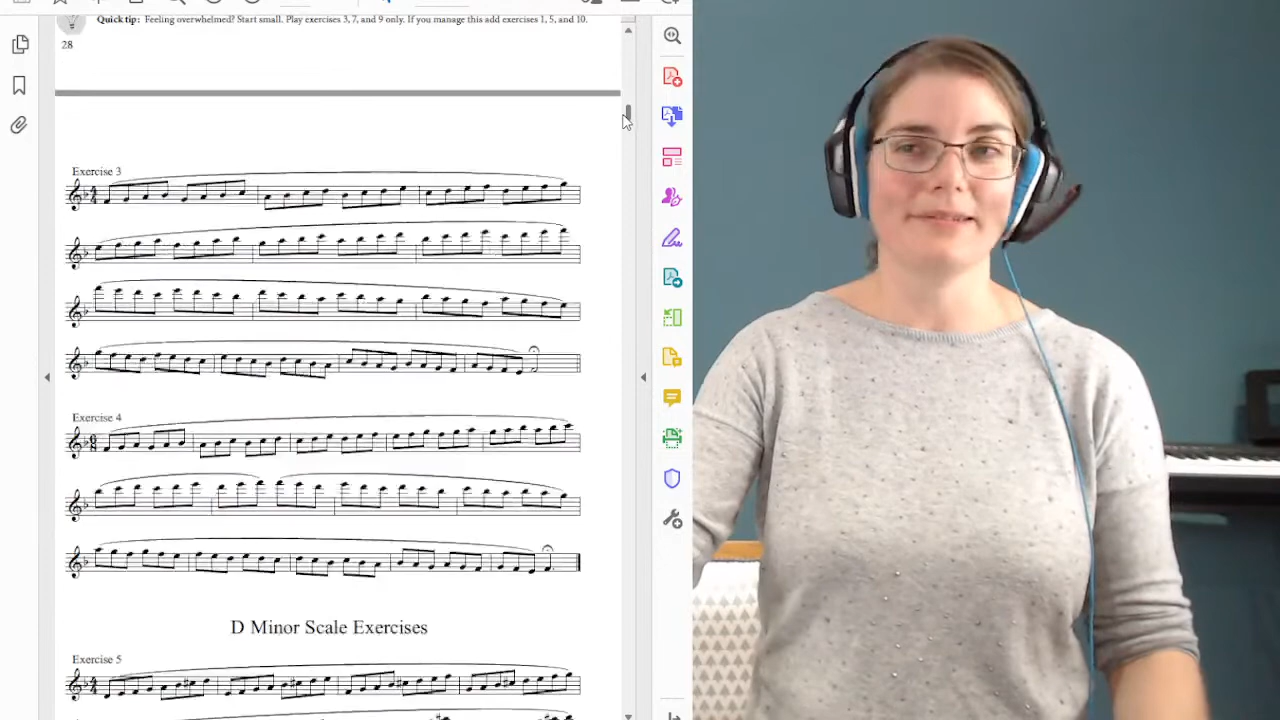 Quick tip: Feeling overwhelmed? Start small. Play exercises 3, 7, and 9 only. If you manage this add exercises 1, 5, and 10.
28
Exercise 3
Exercise 4
D Minor Scale Exercises
Exercise 5